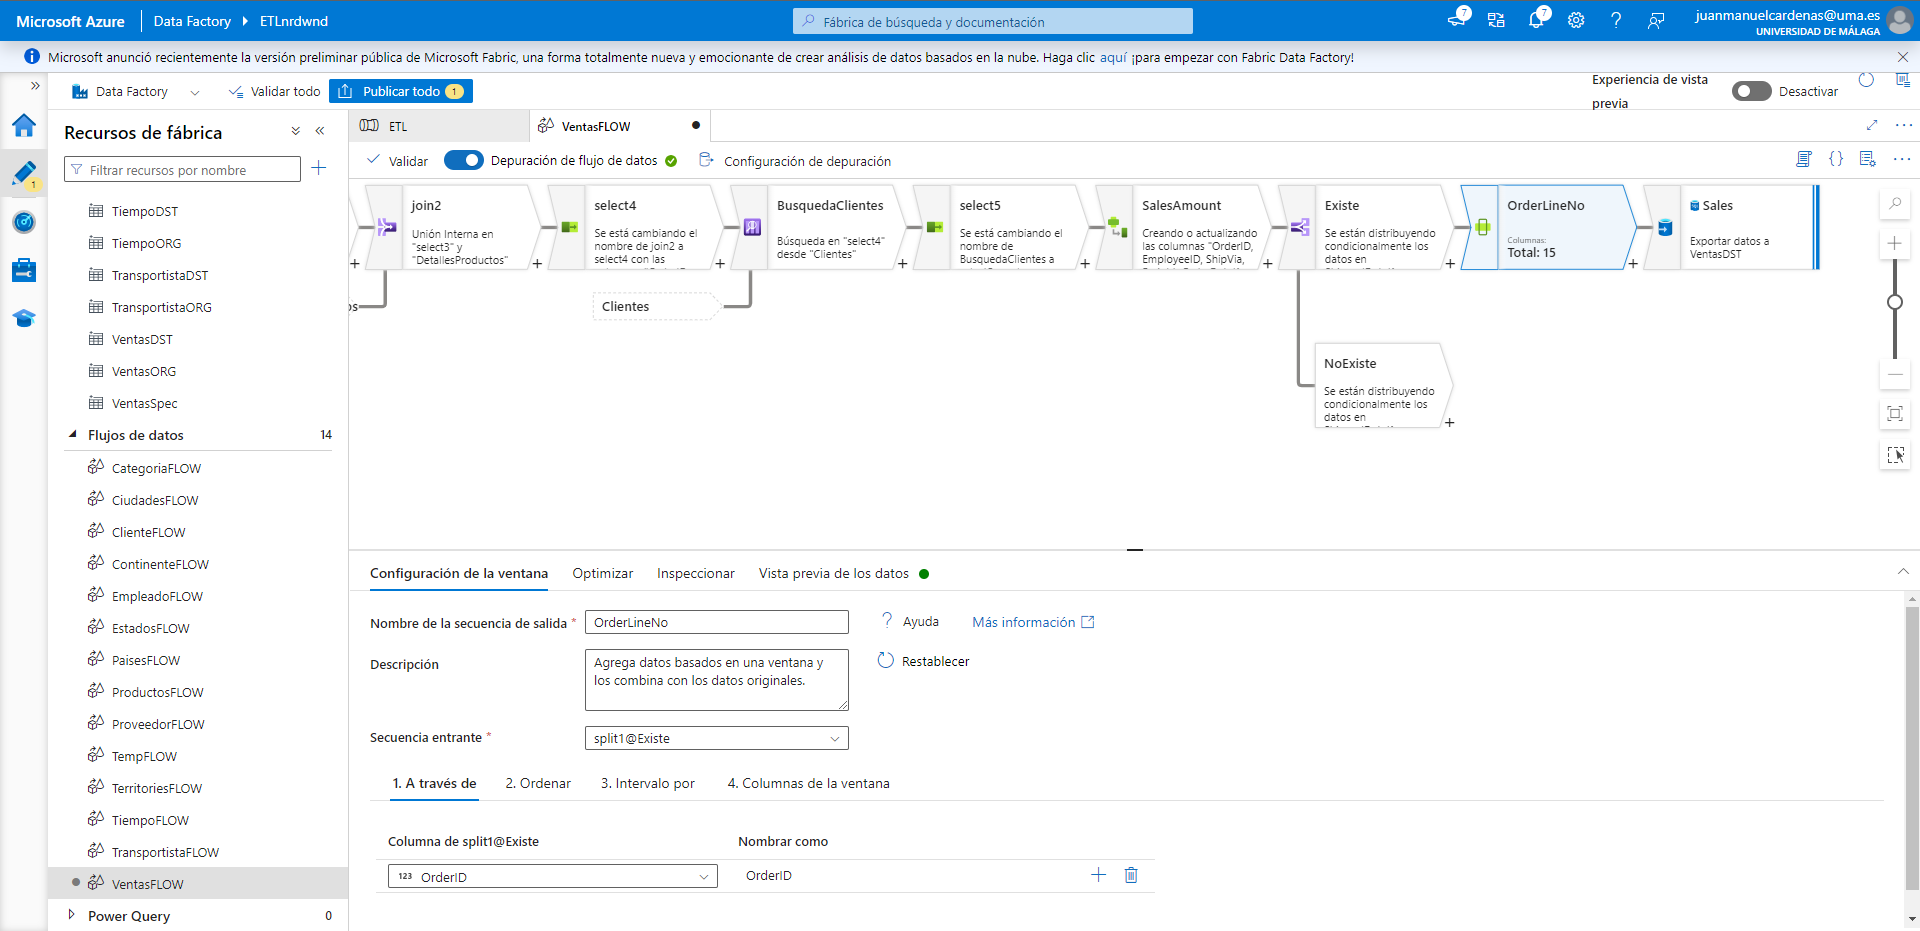 Microsoft Azure
Data Factory
ETLnrdwnd
Fábrica de búsqueda y documentación
7
7
juanmanuelcardenas@uma.es
UNIVERSIDAD DE MÁLAGA
Microsoft anunció recientemente la versión preliminar pública de Microsoft Fabric, una forma totalmente nueva y emocionante de crear análisis de datos basados en la nube. Haga clic aquí ¡para empezar con Fabric Data Factory!
Data Factory
Validar todo
Publicar todo 1
Experiencia de vista
previa
Desactivar
1
Recursos de fábrica
Filtrar recursos por nombre
TiempoDST
TiempoORG
TransportistaDST
TransportistaORG
VentasDST
VentasORG
VentasSpec
Flujos de datos 14
CategoriaFLOW
CiudadesFLOW
ClienteFLOW
ContinenteFLOW
EmpleadoFLOW
EstadosFLOW
PaisesFLOW
ProductosFLOW
ProveedorFLOW
TempFLOW
TerritoriesFLOW
TiempoFLOW
TransportistaFLOW
VentasFLOW
Power Query 0
ETL
VentasFLOW
Validar
Depuración de flujo de datos
Configuración de depuración
join2
Unión Interna en
"select3" y
"DetallesProductos"
select4
Se está cambiando el
nombre de join2 a
select4 con las
BusquedaClientes
Búsqueda en "select4"
desde "Clientes"
select5
Se está cambiando el
nombre de
BusquedaClientes a
SalesAmount
Creando o actualizando
las columnas "OrderID,
EmployeeID, ShipVia,
Existe
Se están distribuyendo
condicionalmente los
datos en
OrderLineNo
Columnas:
Total: 15
Sales
Exportar datos a
VentasDST
os
Clientes
NoExiste
Se están distribuyendo
condicionalmente los
datos en
Configuración de la ventana
Optimizar
Inspeccionar
Vista previa de los datos
Nombre de la secuencia de salida *
OrderLineNo
Ayuda
Más información
Descripción
Agrega datos basados en una ventana y
los combina con los datos originales.
Restablecer
Secuencia entrante *
split1@Existe
1. A través de
2. Ordenar
3. Intervalo por
4. Columnas de la ventana
Columna de split1@Existe
Nombrar como
123 OrderID
OrderID